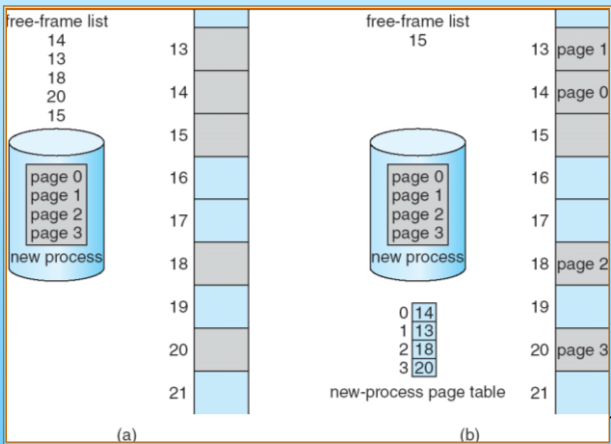 free-frame list
14
13
18
20
15
page 0
page 1
page 2
page 3
new process
13
14
15
16
17
18
19
20
21
(a)
free-frame list
15
page 0
page 1
page 2
page 3
new process
0 14
1 13
2 18
3 20
new-process page table
13 page 1
14 page 0
15
16
17
18 page 2
19
20 page 3
21
(b)